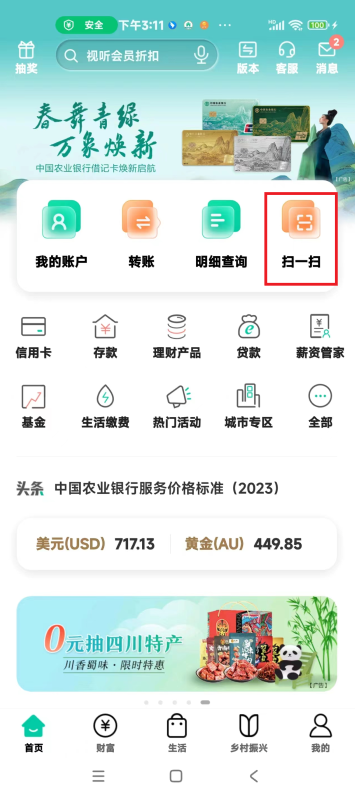 安全 下午3:11 ··· HD 100
抽奖 视听会员折扣 版本 客服 消息 2
春舞青绿
万象焕新
中国农业银行借记卡焕新启航
【广告】
我的账户 转账 明细查询 扫一扫
信用卡 存款 理财产品 贷款 薪资管家
基金 生活缴费 热门活动 城市专区 全部
头条 中国农业银行服务价格标准（2023）
美元(USD) 717.13 黄金(AU) 449.85
0元抽四川特产
川香蜀味·限时特惠
【广告】
首页 财富 生活 乡村振兴 我的